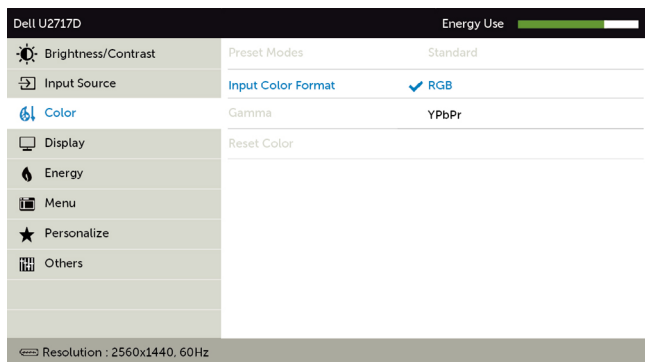 Dell U2717D Energy Use
Brightness/Contrast Preset Modes Standard
Input Source Input Color Format RGB
Color Gamma YPbPr
Display Reset Color
Energy
Menu
Personalize
Others
Resolution : 2560x1440, 60Hz